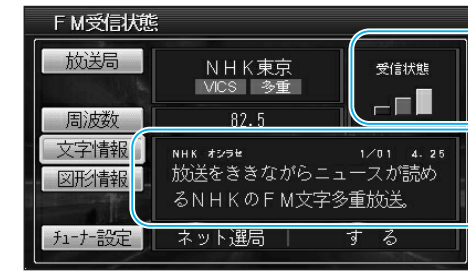 FM受信状態
放送局
NHK東京
VICS 多重
受信状態
周波数
82.5
文字情報
図形情報
NHK オシラセ 1/01 4.25
放送をききながらニュースが読め
るNHKのFM文字多重放送。
チューナー設定
ネット選局 する